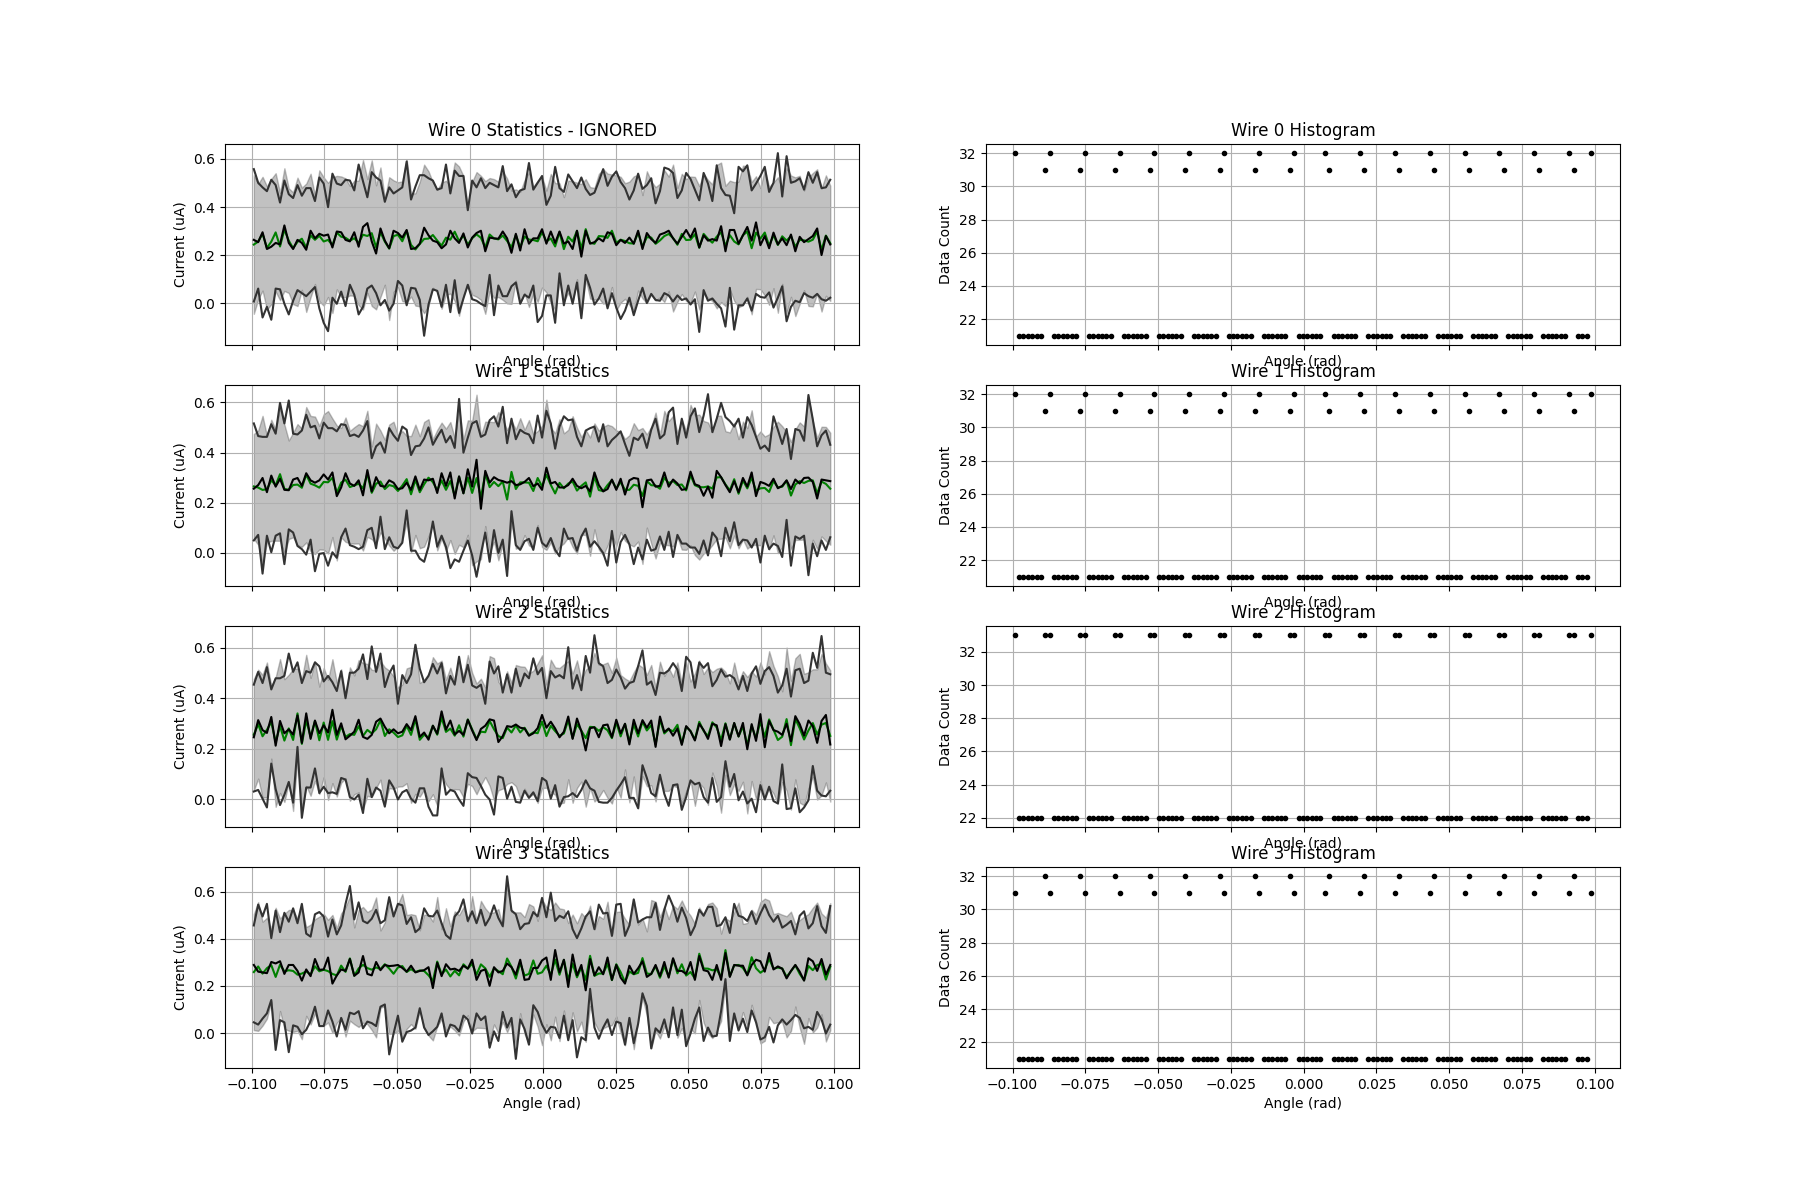 Wire 0 Statistics - IGNORED
Current (uA)
0.6
0.4
0.2
0.0
Angle (rad)
Wire 0 Histogram
Data Count
32
30
28
26
24
22
Angle (rad)
Wire 1 Statistics
Current (uA)
0.6
0.4
0.2
0.0
Angle (rad)
Wire 1 Histogram
Data Count
32
30
28
26
24
22
Angle (rad)
Wire 2 Statistics
Current (uA)
0.6
0.4
0.2
0.0
Angle (rad)
Wire 2 Histogram
Data Count
32
30
28
26
24
22
Angle (rad)
Wire 3 Statistics
Current (uA)
0.6
0.4
0.2
0.0
−0.100 −0.075 −0.050 −0.025 0.000 0.025 0.050 0.075 0.100
Angle (rad)
Wire 3 Histogram
Data Count
32
30
28
26
24
22
−0.100 −0.075 −0.050 −0.025 0.000 0.025 0.050 0.075 0.100
Angle (rad)